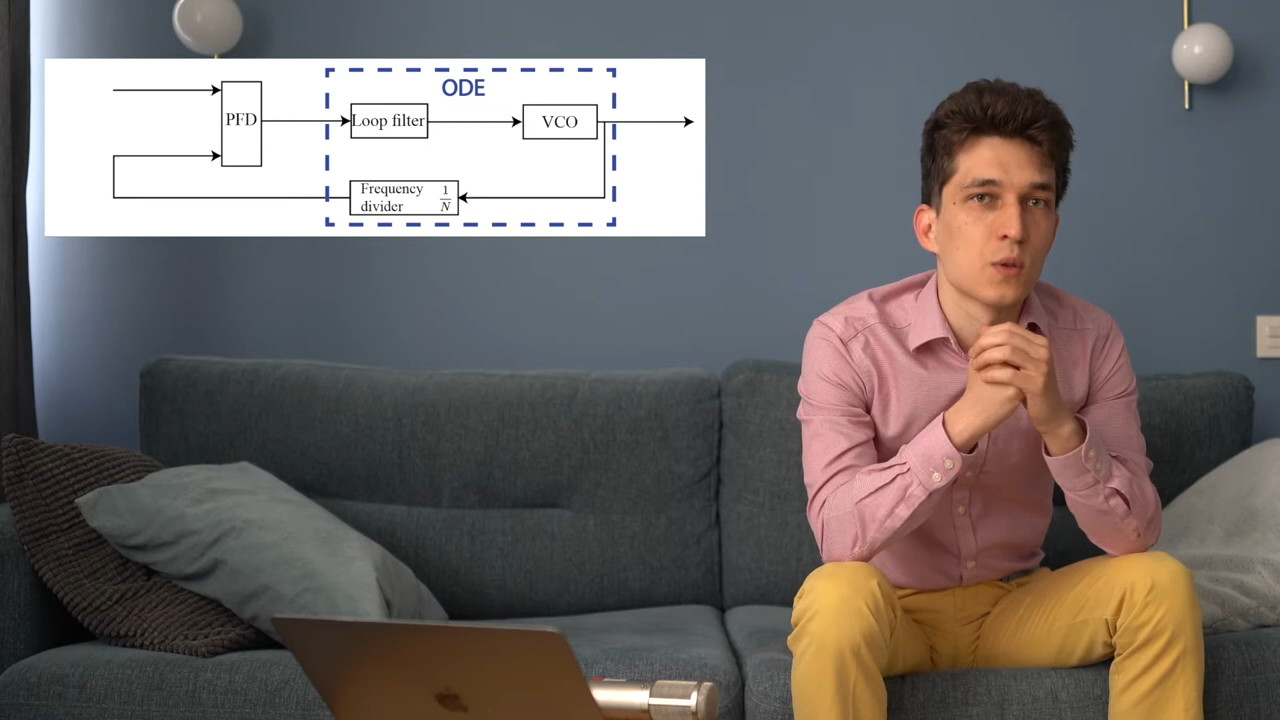 ODE
PFD
Loop filter
VCO
Frequency
divider
1
N